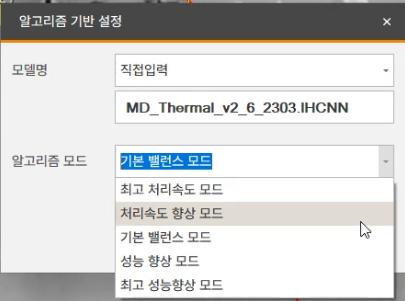 알고리즘 기반 설정
모델명
직접입력
MD_Thermal_v2_6_2303.IHCNN
알고리즘 모드
기본 밸런스 모드
최고 처리속도 모드
처리속도 향상 모드
기본 밸런스 모드
성능 향상 모드
최고 성능향상 모드